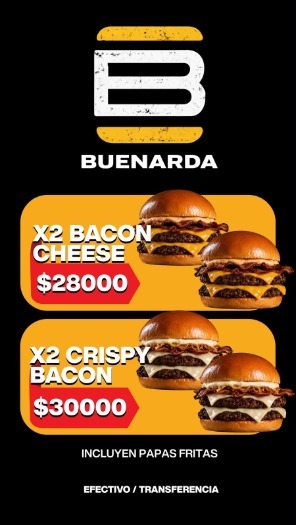 B
BUENARDA
X2 BACON
CHEESE
$28000
X2 CRISPY
BACON
$30000
INCLUYEN PAPAS FRITAS
EFECTIVO / TRANSFERENCIA